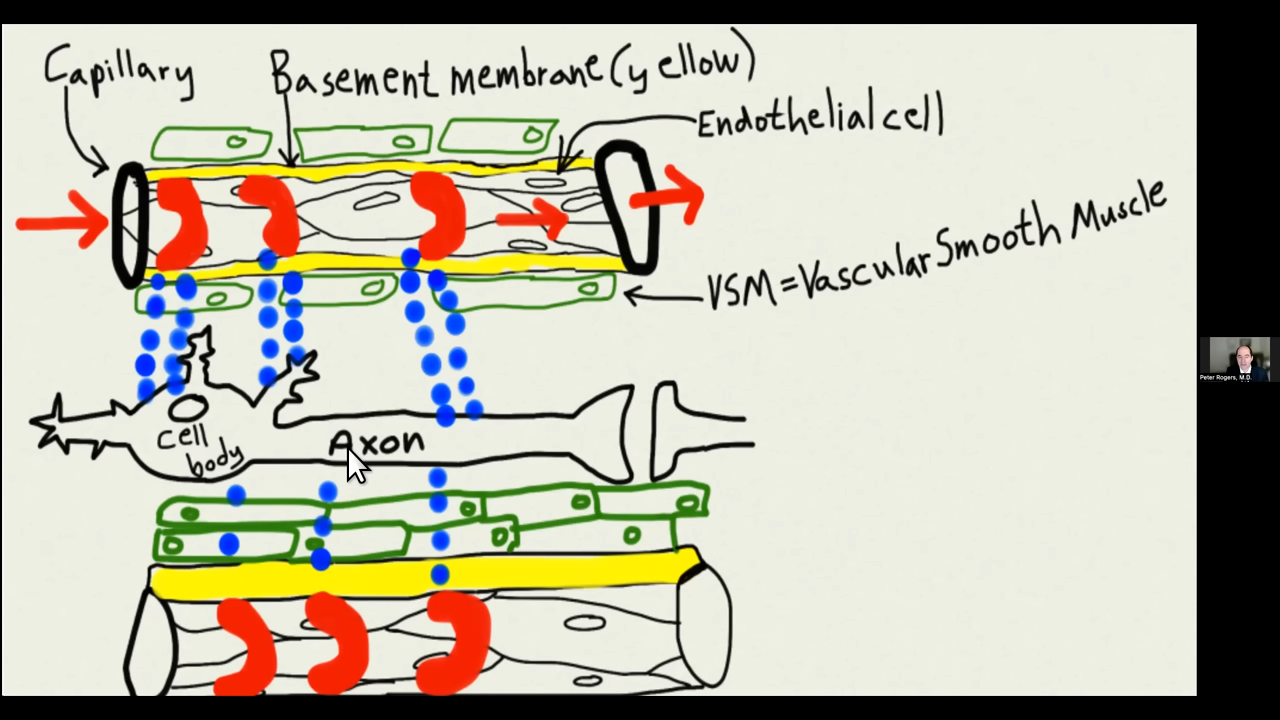 Capillary
Basement membrane (yellow)
Endothelial cell
VSM = Vascular Smooth Muscle
Cell
body
Axon
Peter Rogers, M.D.